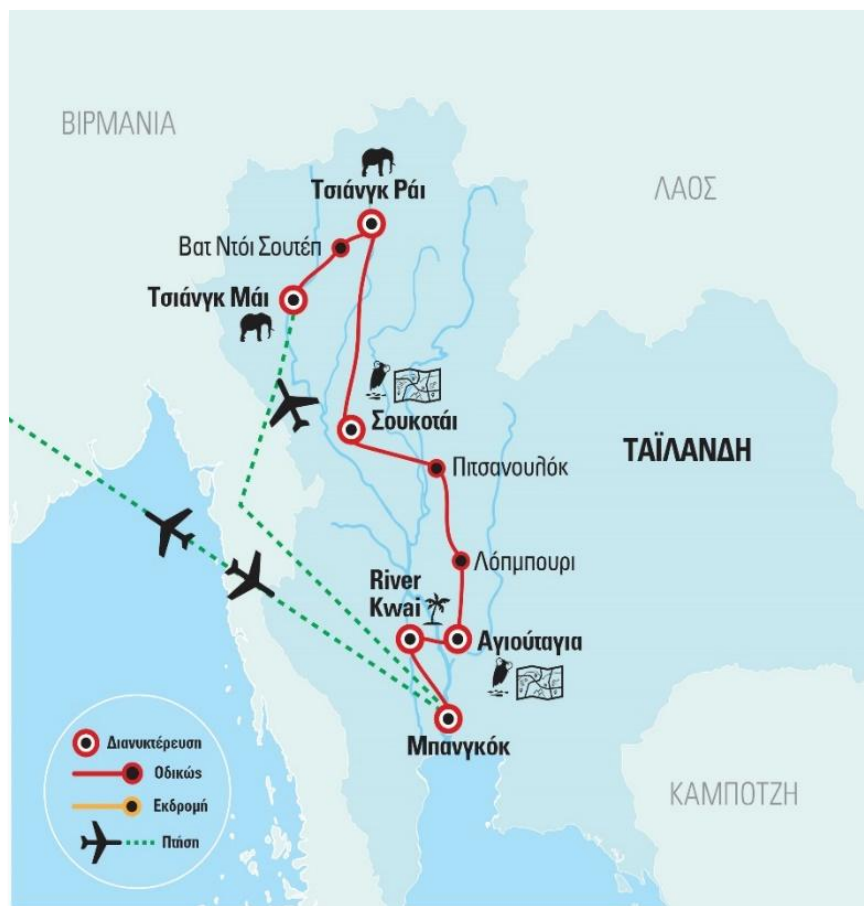 ΒΙΡΜΑΝΙΑ
ΛΑΟΣ
Τσιάνγκ Ράι
Βατ Ντόι Σουτέπ
Τσιάνγκ Μάι
Σουκοτάι
ΤΑΪΛΑΝΔΗ
Πιτσανουλόκ
Λόπμπουρι
River
Kwai
Αγιούταγια
Μπανγκόκ
ΚΑΜΠΟΤΖΗ
Διανυκτέρευση
Οδικώς
Εκδρομή
Πτήση